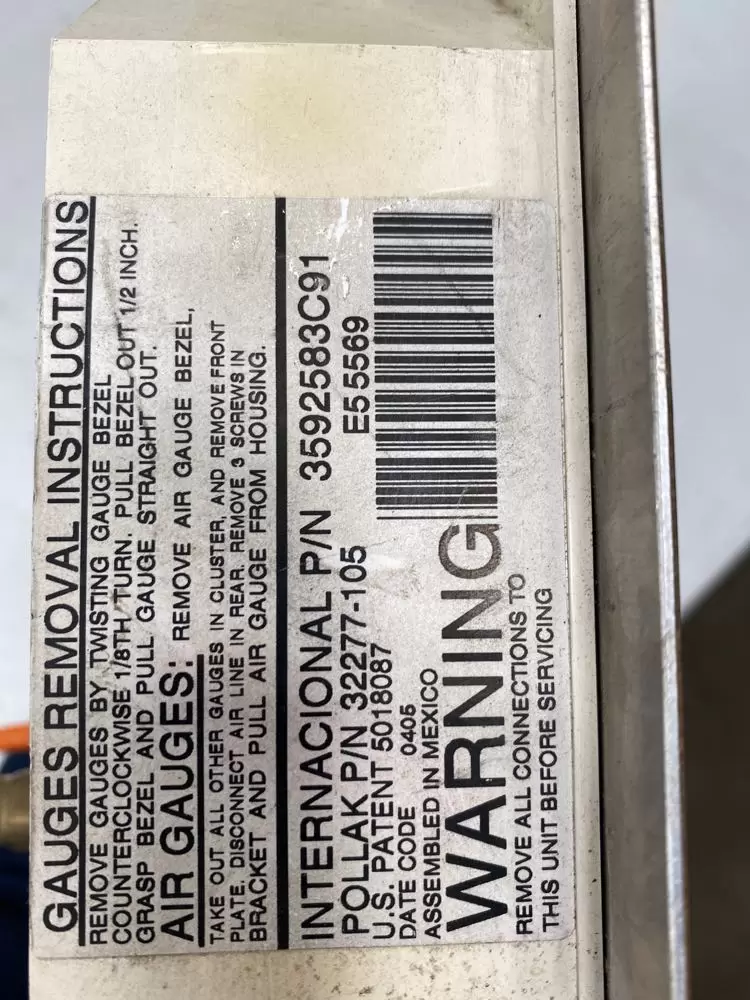 GAUGES REMOVAL INSTRUCTIONS
REMOVE GAUGES BY TWISTING GAUGE BEZEL
COUNTERCLOCKWISE 1/8TH TURN. PULL BEZEL OUT 1/2 INCH.
GRASP BEZEL AND PULL GAUGE STRAIGHT OUT.
AIR GAUGES: REMOVE AIR GAUGE BEZEL,
TAKE OUT ALL OTHER GAUGES IN CLUSTER, AND REMOVE FRONT
PLATE. DISCONNECT AIR LINE IN REAR. REMOVE 3 SCREWS IN
BRACKET AND PULL AIR GAUGE FROM HOUSING.
INTERNACIONAL P/N 3592583C91
POLLAK P/N 32277-105 E55569
U.S. PATENT 5018087
DATE CODE 0405
ASSEMBLED IN MEXICO
WARNING
REMOVE ALL CONNECTIONS TO
THIS UNIT BEFORE SERVICING